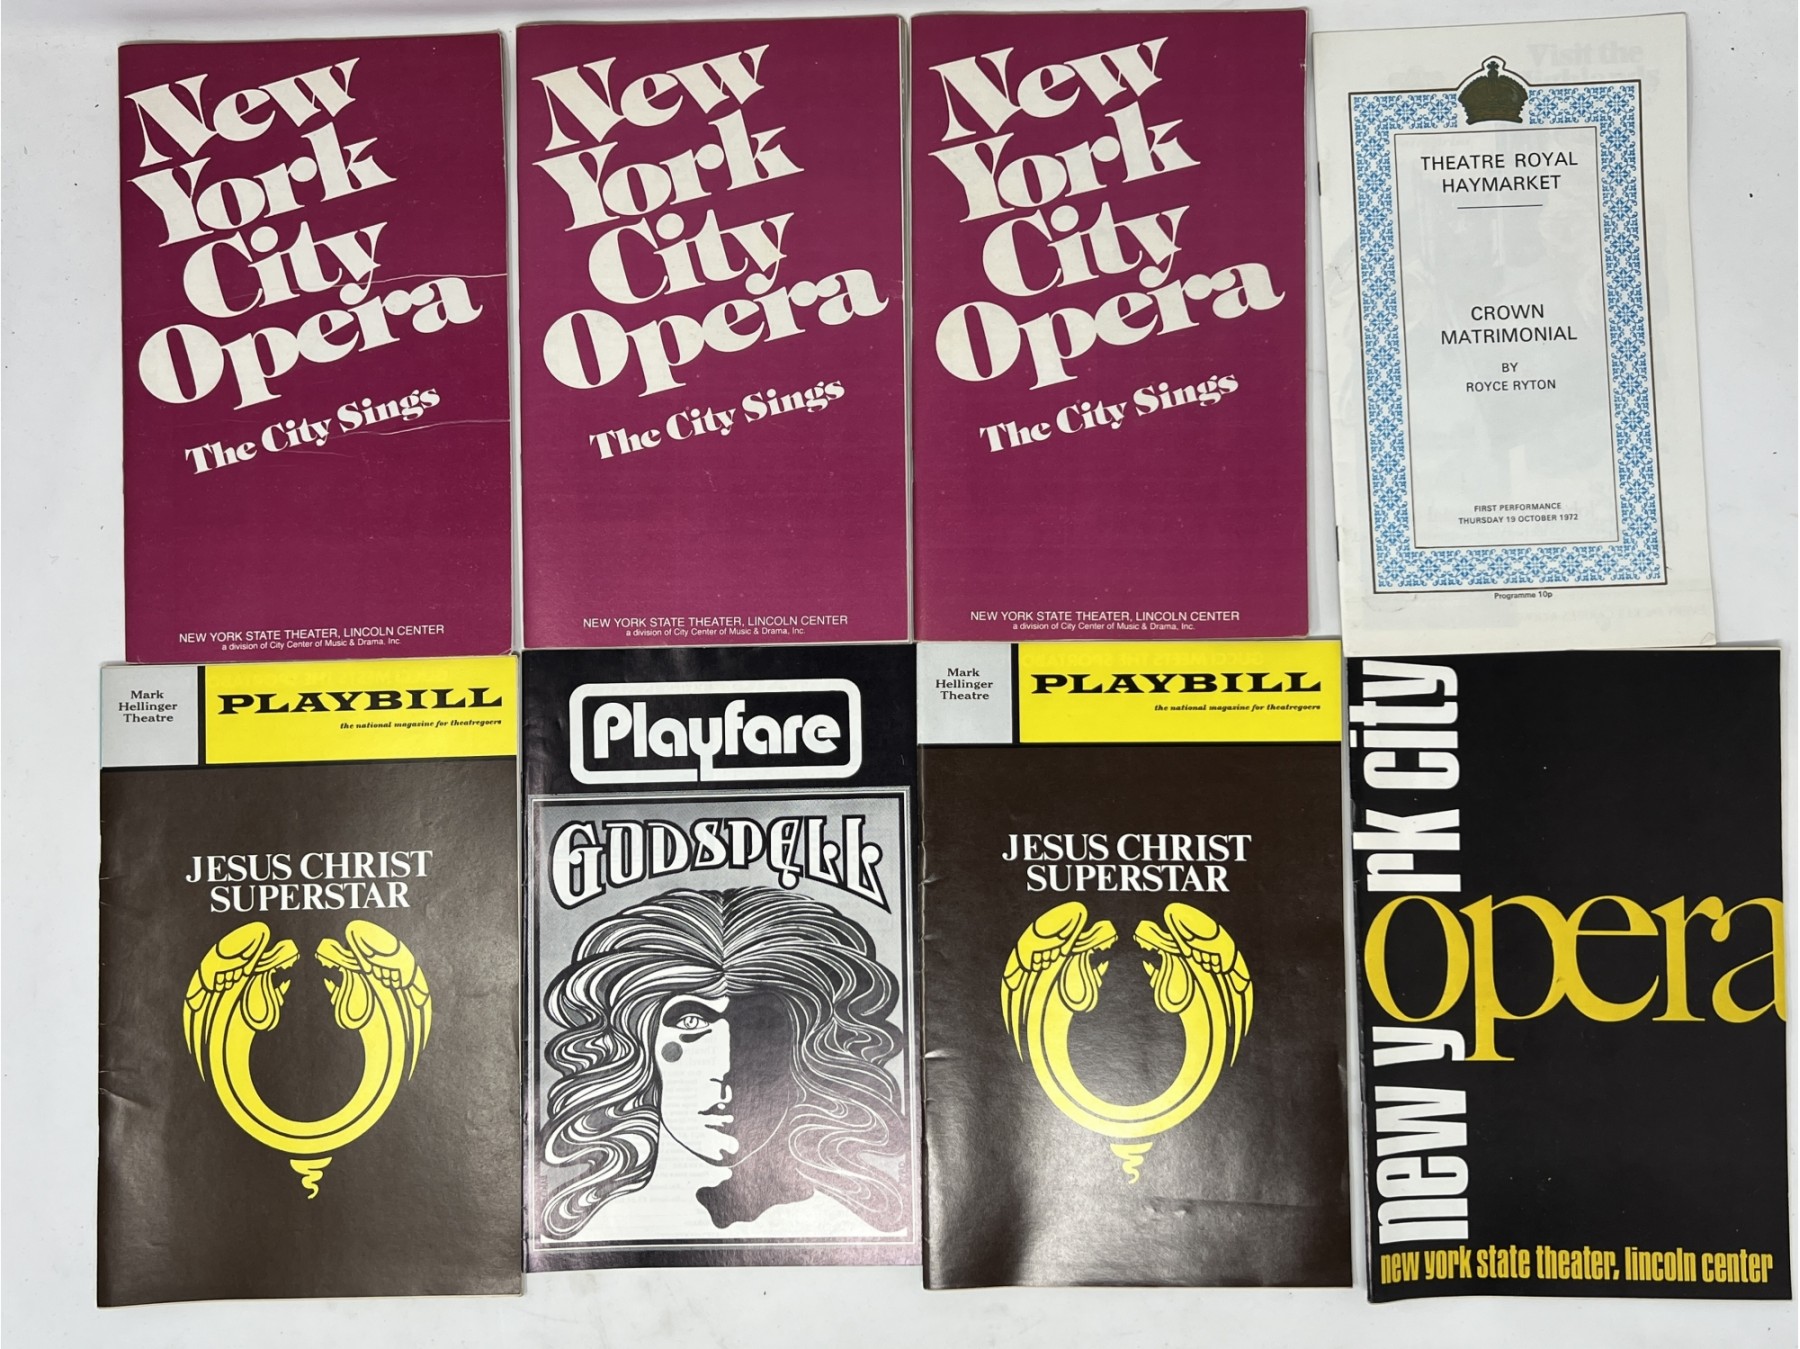 New
York
City
Opera
The City Sings
NEW YORK STATE THEATER, LINCOLN CENTER
a division of City Center of Music & Drama, Inc.
New
York
City
Opera
The City Sings
NEW YORK STATE THEATER, LINCOLN CENTER
a division of City Center of Music & Drama, Inc.
New
York
City
Opera
The City Sings
NEW YORK STATE THEATER, LINCOLN CENTER
a division of City Center of Music & Drama, Inc.
THEATRE ROYAL
HAYMARKET
CROWN
MATRIMONIAL
BY
ROYCE RYTON
FIRST PERFORMANCE
THURSDAY 19 OCTOBER 1972
Programme 10p
Mark
Hellinger
Theatre
PLAYBILL
the national magazine for theatregoers
JESUS CHRIST
SUPERSTAR
Playfare
GODSPELL
Mark
Hellinger
Theatre
PLAYBILL
the national magazine for theatregoers
JESUS CHRIST
SUPERSTAR
new york city
opera
new york state theater, lincoln center